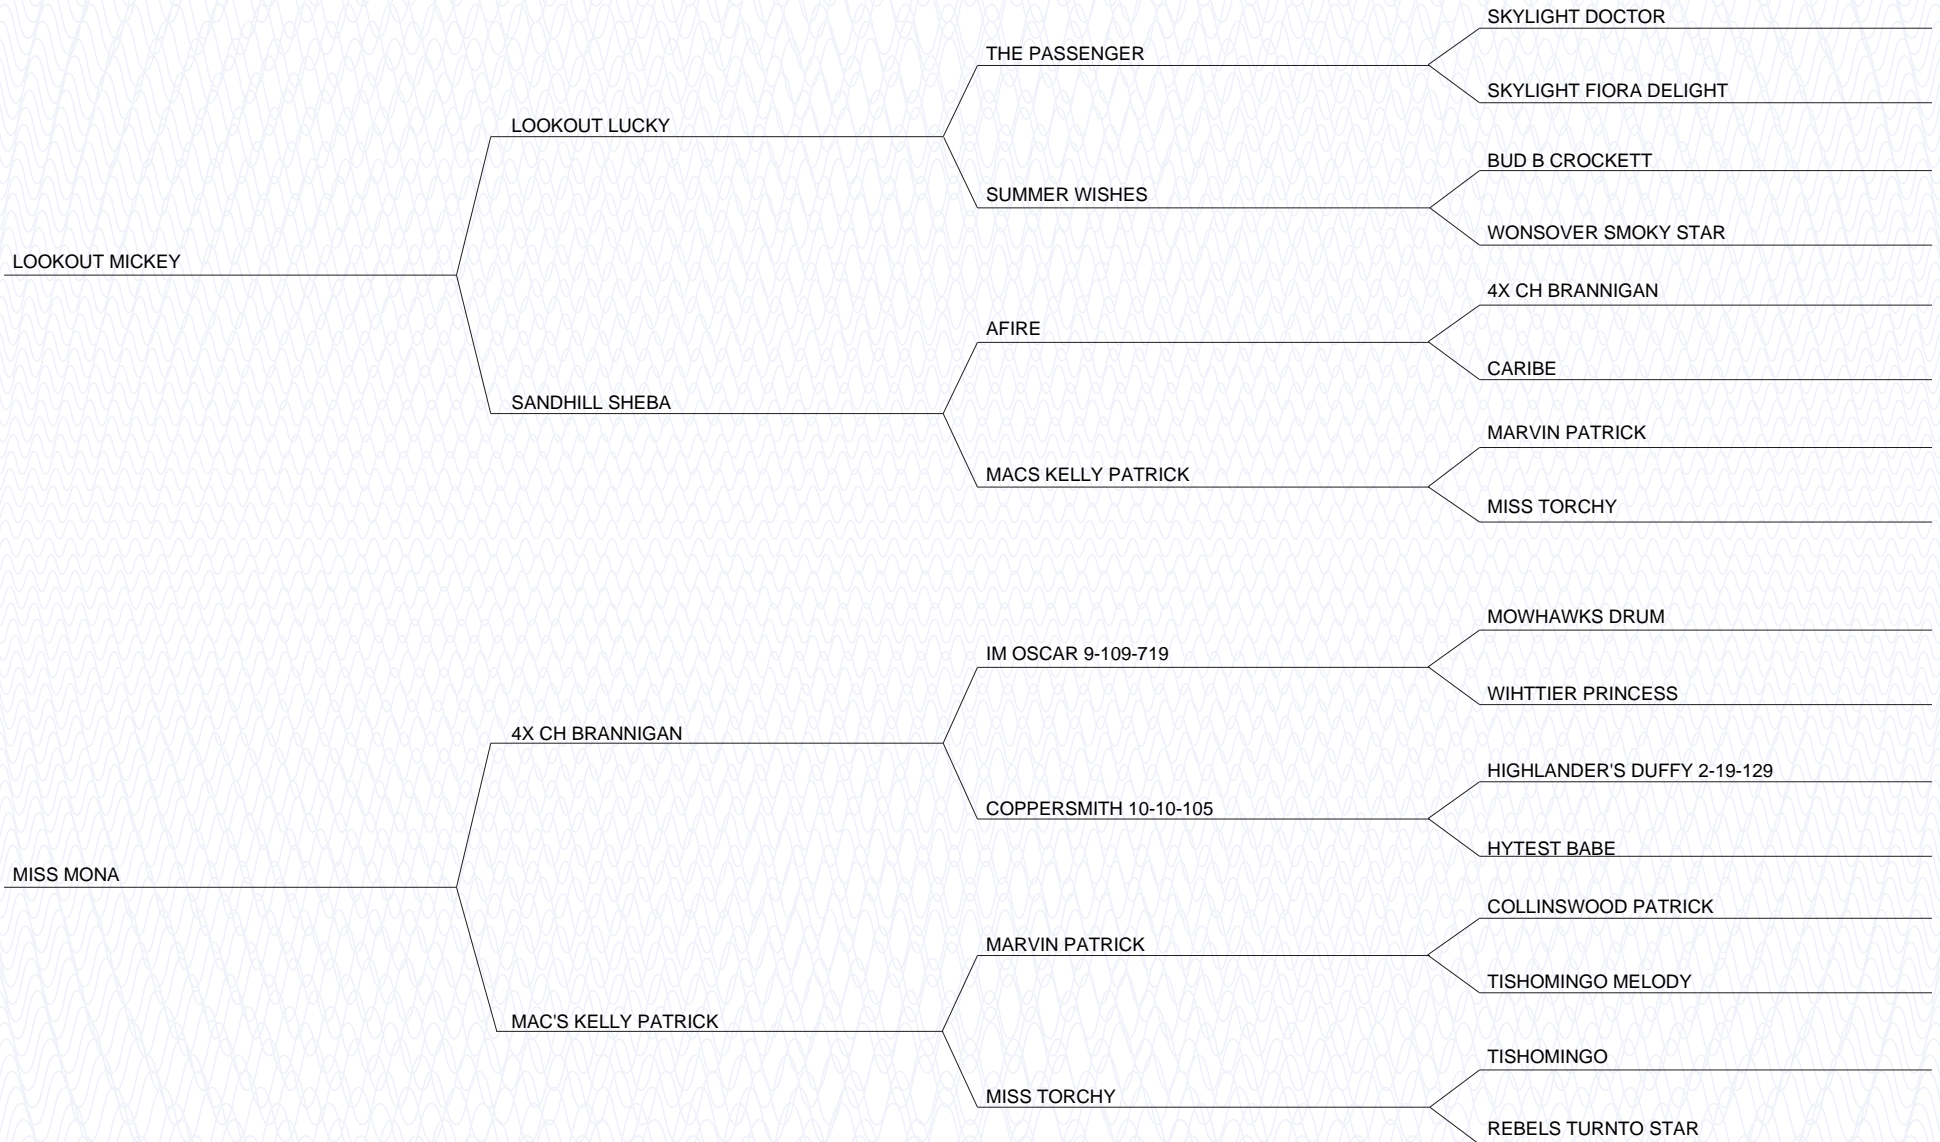 SKYLIGHT DOCTOR
THE PASSENGER
SKYLIGHT FIORA DELIGHT
LOOKOUT LUCKY
BUD B CROCKETT
SUMMER WISHES
WONSOVER SMOKY STAR
LOOKOUT MICKEY
4X CH BRANNIGAN
AFIRE
CARIBE
SANDHILL SHEBA
MARVIN PATRICK
MACS KELLY PATRICK
MISS TORCHY
MOWHAWKS DRUM
IM OSCAR 9-109-719
WIHTTIER PRINCESS
4X CH BRANNIGAN
HIGHLANDER'S DUFFY 2-19-129
COPPERSMITH 10-10-105
HYTEST BABE
MISS MONA
COLLINSWOOD PATRICK
MARVIN PATRICK
TISHOMINGO MELODY
MAC'S KELLY PATRICK
TISHOMINGO
MISS TORCHY
REBELS TURNTO STAR